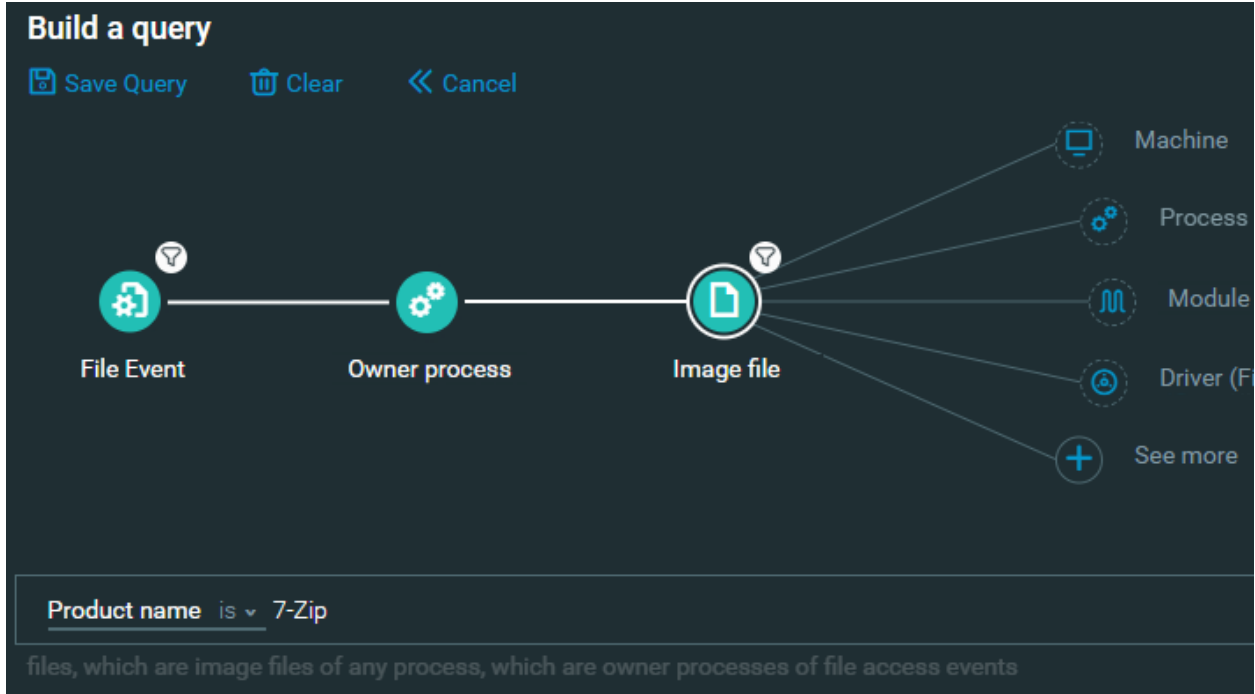 Build a query
Save Query Clear Cancel
Machine
Process
Module
File Event Owner process Image file
Driver (Fi
See more
Product name is 7-Zip
files, which are image files of any process, which are owner processes of file access events